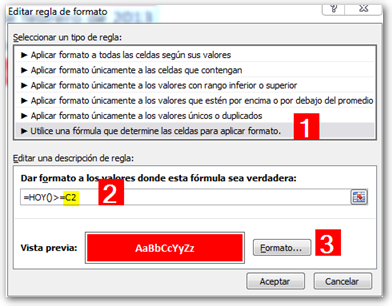 Editar regla de formato
Seleccionar un tipo de regla:
► Aplicar formato a todas las celdas según sus valores
► Aplicar formato únicamente a las celdas que contengan
► Aplicar formato únicamente a los valores con rango inferior o superior
► Aplicar formato únicamente a los valores que estén por encima o por debajo del promedio
► Aplicar formato únicamente a los valores únicos o duplicados
► Utilice una fórmula que determine las celdas para aplicar formato.
1
Editar una descripción de regla:
Dar formato a los valores donde esta fórmula sea verdadera:
=HOY()>=C2
2
Vista previa:
AaBbCcYyZz
Formato...
3
Aceptar
Cancelar